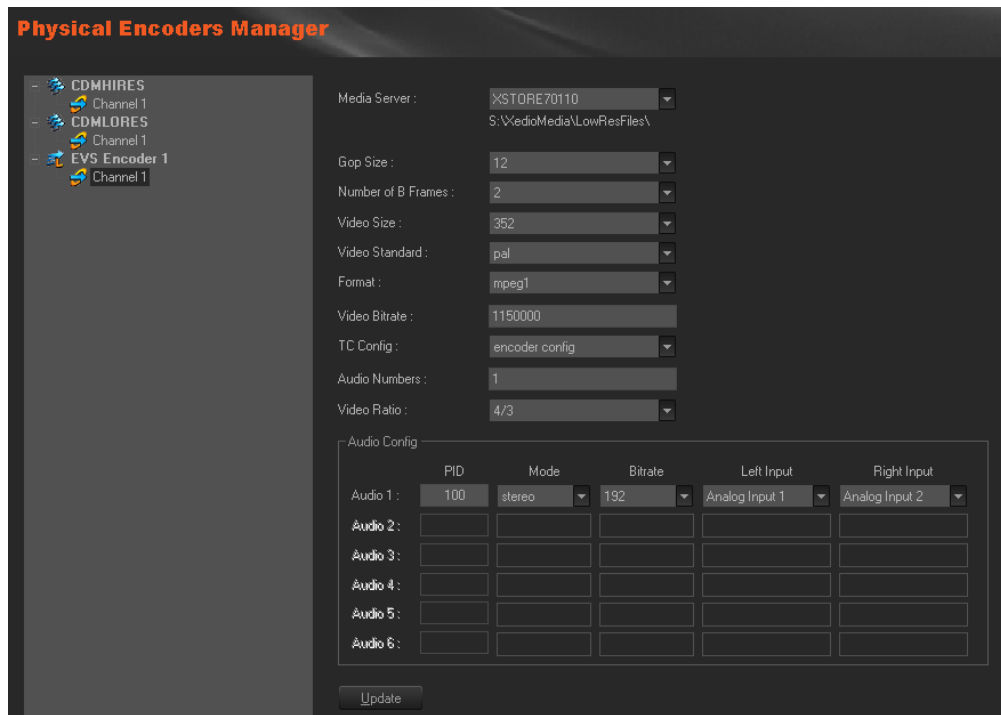 Physical Encoders Manager
CDMHIRES
Channel 1
CDMLORES
Channel 1
EVS Encoder 1
Channel 1
Media Server : XSTORE70110
S:\XedioMedia\LowResFiles\
Gop Size : 12
Number of B Frames : 2
Video Size : 352
Video Standard : pal
Format : mpeg1
Video Bitrate : 1150000
TC Config : encoder config
Audio Numbers : 1
Video Ratio : 4/3
Audio Config
PID Mode Bitrate Left Input Right Input
Audio 1 : 100 stereo 192 Analog Input 1 Analog Input 2
Audio 2 :
Audio 3 :
Audio 4 :
Audio 5 :
Audio 6 :
Update